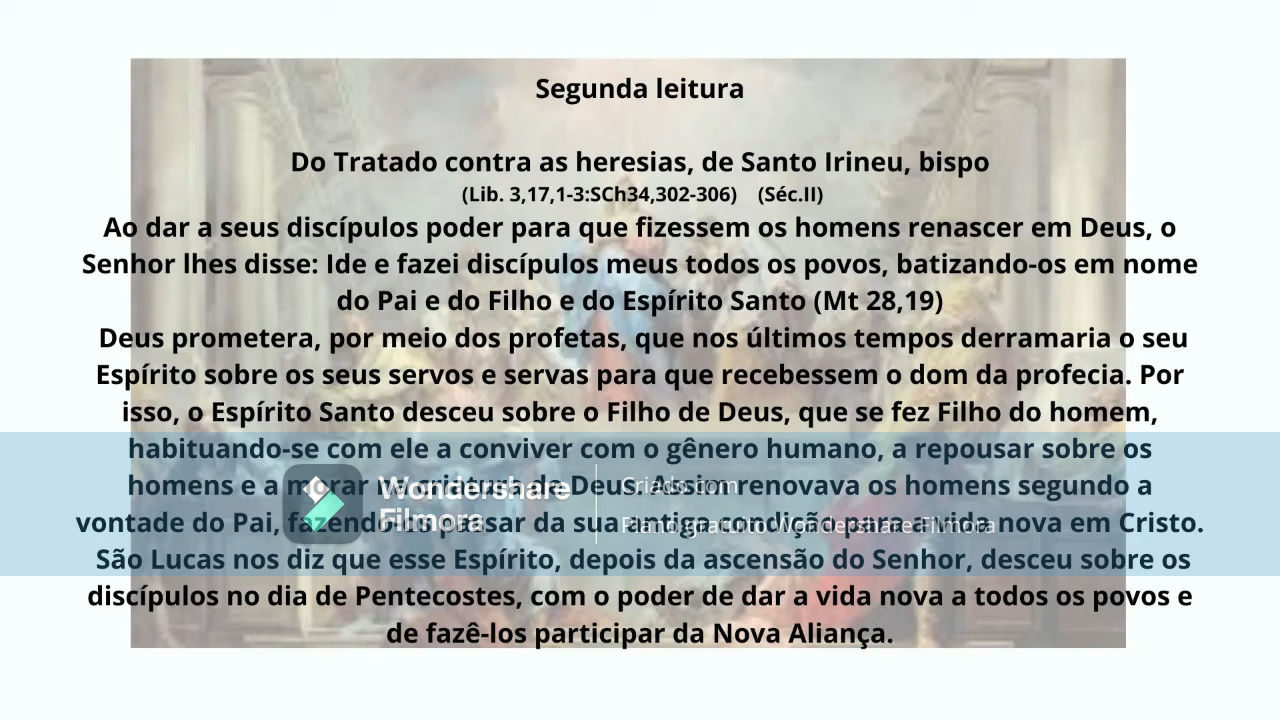 Segunda leitura
Do Tratado contra as heresias, de Santo Irineu, bispo
(Lib. 3,17,1-3:SCh34,302-306) (Séc.II)
Ao dar a seus discípulos poder para que fizessem os homens renascer em Deus, o
Senhor lhes disse: Ide e fazei discípulos meus todos os povos, batizando-os em nome
do Pai e do Filho e do Espírito Santo (Mt 28,19)
Deus prometera, por meio dos profetas, que nos últimos tempos derramaria o seu
Espírito sobre os seus servos e servas para que recebessem o dom da profecia. Por
isso, o Espírito Santo desceu sobre o Filho de Deus, que se fez Filho do homem,
habituando-se com ele a conviver com o gênero humano, a repousar sobre os
homens e a morar na criatura de Deus. Assim renovava os homens segundo a
vontade do Pai, fazendo-os passar da sua antiga condição para a vida nova em Cristo.
São Lucas nos diz que esse Espírito, depois da ascensão do Senhor, desceu sobre os
discípulos no dia de Pentecostes, com o poder de dar a vida nova a todos os povos e
de fazê-los participar da Nova Aliança.
Wondershare
Filmora
Criado com
Plano gratuito Wondershare Filmora